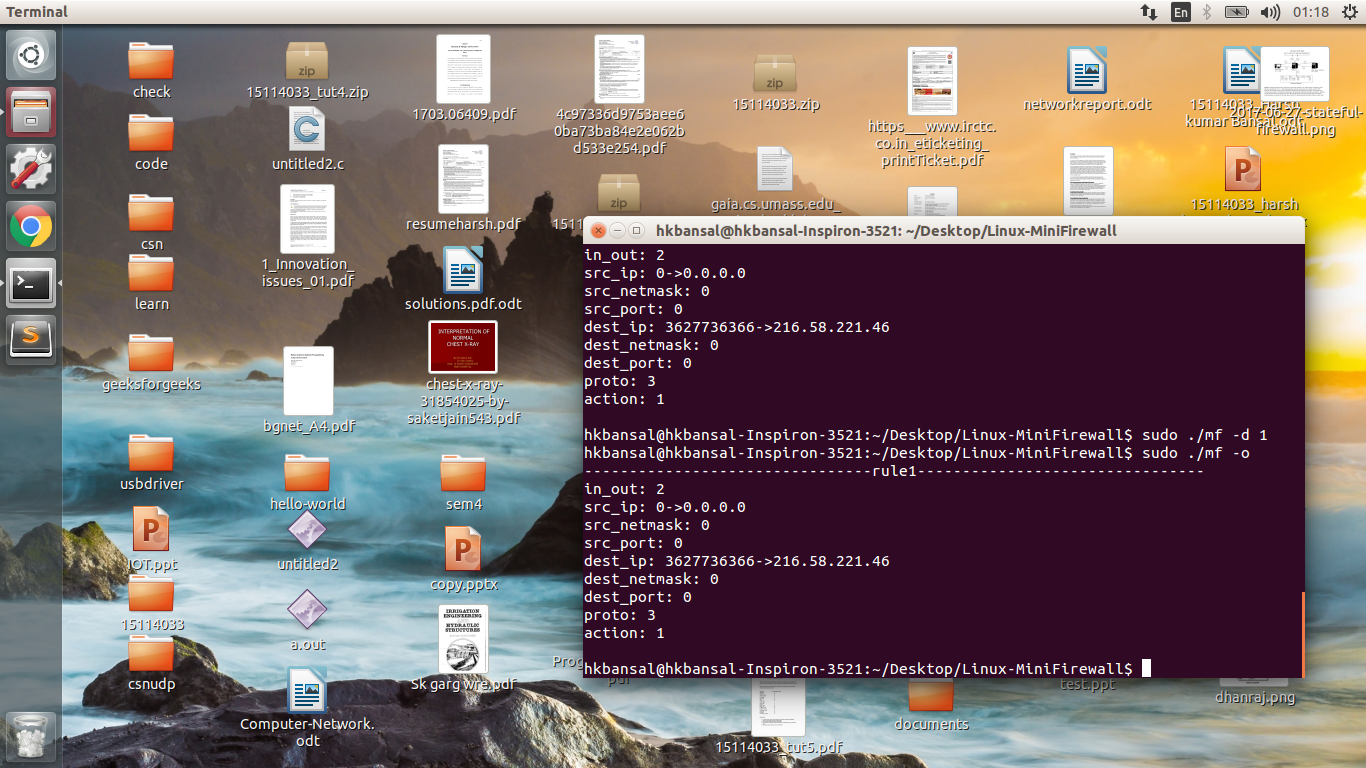 Terminal
En
01:18
check
zip
15114033_tut4.zip
1703.06409.pdf
4c97336d9753aee6
0ba73ba84e2e062b
d533e254.pdf
zip
15114033.zip
https___www.irctc.
co.in_eticketing_
printTicket.pdf
networkreport.odt
15114033_Harsh
kumar Bansal.odt
2017-06-27-stateful-
firewall.png
code
untitled2.c
resumeharsh.pdf
zip
gaia.cs.umass.edu_
15114033_harsh
csn
1_Innovation_
issues_01.pdf
solutions.pdf.odt
learn
geeksforgeeks
bgnet_A4.pdf
INTERPRETATION OF
NORMAL
CHEST X-RAY
chest-x-ray-
31854025-by-
saketjain543.pdf
usbdriver
hello-world
sem4
IOT.ppt
untitled2
copy.pptx
15114033
a.out
IRRIGATION
ENGINEERING
AND
HYDRAULIC
STRUCTURES
Sk garg wre.pdf
csnudp
Computer-Network.
odt
15114033_tut5.pdf
documents
test.ppt
dhanraj.png
hkbansal@hkbansal-Inspiron-3521: ~/Desktop/Linux-MiniFirewall
in_out: 2
src_ip: 0->0.0.0.0
src_netmask: 0
src_port: 0
dest_ip: 3627736366->216.58.221.46
dest_netmask: 0
dest_port: 0
proto: 3
action: 1
hkbansal@hkbansal-Inspiron-3521:~/Desktop/Linux-MiniFirewall$ sudo ./mf -d 1
hkbansal@hkbansal-Inspiron-3521:~/Desktop/Linux-MiniFirewall$ sudo ./mf -o
--------------------------------rule1--------------------------------
in_out: 2
src_ip: 0->0.0.0.0
src_netmask: 0
src_port: 0
dest_ip: 3627736366->216.58.221.46
dest_netmask: 0
dest_port: 0
proto: 3
action: 1
hkbansal@hkbansal-Inspiron-3521:~/Desktop/Linux-MiniFirewall$